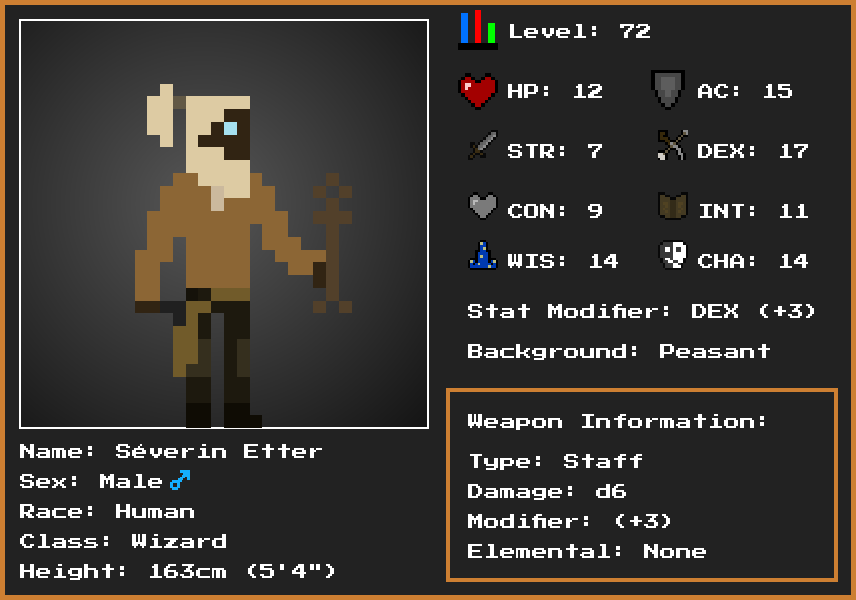 Level: 72
HP: 12
AC: 15
STR: 7
DEX: 17
CON: 9
INT: 11
WIS: 14
CHA: 14
Stat Modifier: DEX (+3)
Background: Peasant
Weapon Information:
Type: Staff
Damage: d6
Modifier: (+3)
Elemental: None
Name: Séverin Etter
Sex: Male♂
Race: Human
Class: Wizard
Height: 163cm (5'4")